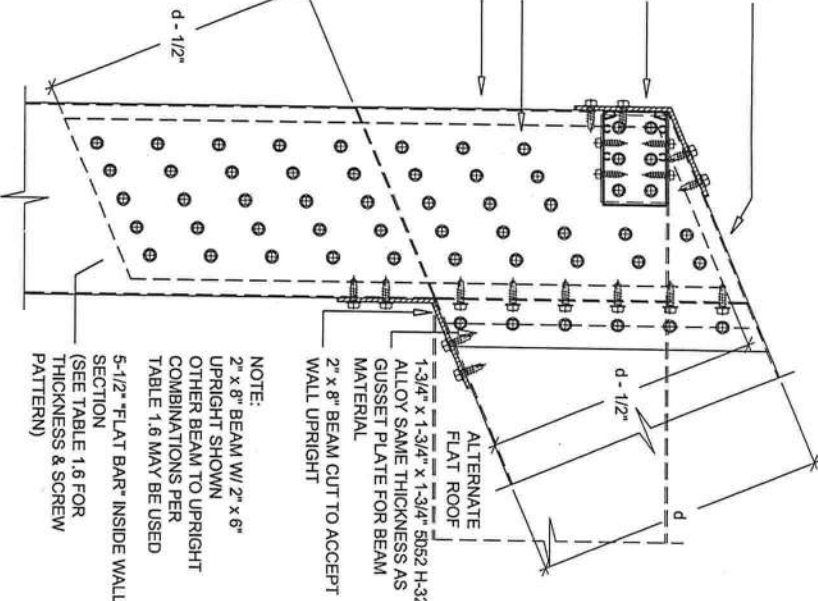 d - 1/2"
d - 1/2"
d
ALTERNATE
FLAT ROOF
1-3/4" x 1-3/4" x 1-3/4" 5052 H-32
ALLOY SAME THICKNESS AS
GUSSET PLATE FOR BEAM
MATERIAL
2" x 8" BEAM CUT TO ACCEPT
WALL UPRIGHT
NOTE:
2" x 8" BEAM W/ 2" x 6"
UPRIGHT SHOWN
OTHER BEAM TO UPRIGHT
COMBINATIONS PER
TABLE 1.6 MAY BE USED
5-1/2" "FLAT BAR" INSIDE WALL
SECTION
(SEE TABLE 1.6 FOR
THICKNESS & SCREW
PATTERN)